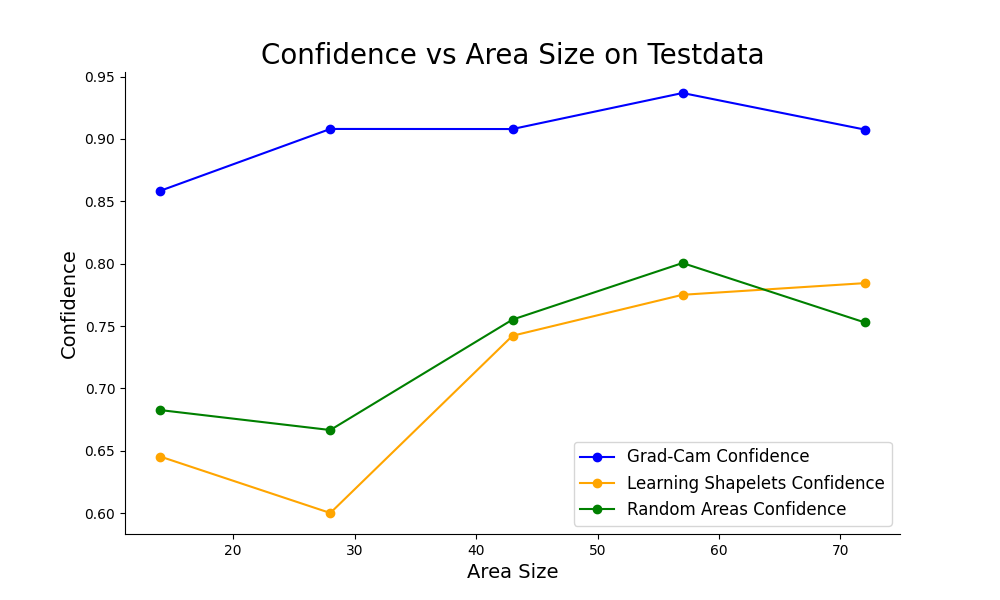 Confidence vs Area Size on Testdata
Confidence
0.95
0.90
0.85
0.80
0.75
0.70
0.65
0.60
20 30 40 50 60 70
Area Size
Grad-Cam Confidence
Learning Shapelets Confidence
Random Areas Confidence